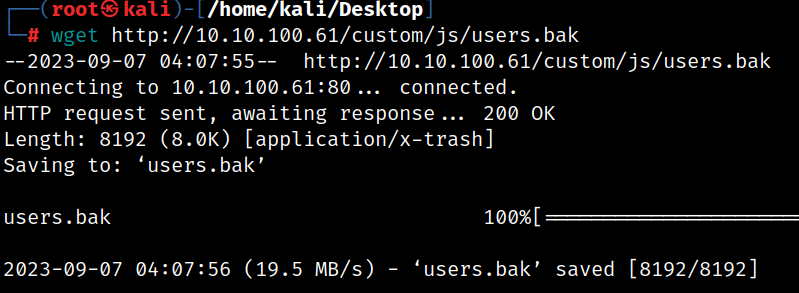 ┌──(root㉿kali)-[/home/kali/Desktop]
└─# wget http://10.10.100.61/custom/js/users.bak
--2023-09-07 04:07:55--  http://10.10.100.61/custom/js/users.bak
Connecting to 10.10.100.61:80... connected.
HTTP request sent, awaiting response... 200 OK
Length: 8192 (8.0K) [application/x-trash]
Saving to: ‘users.bak’
users.bak 100%[===================
2023-09-07 04:07:56 (19.5 MB/s) - ‘users.bak’ saved [8192/8192]